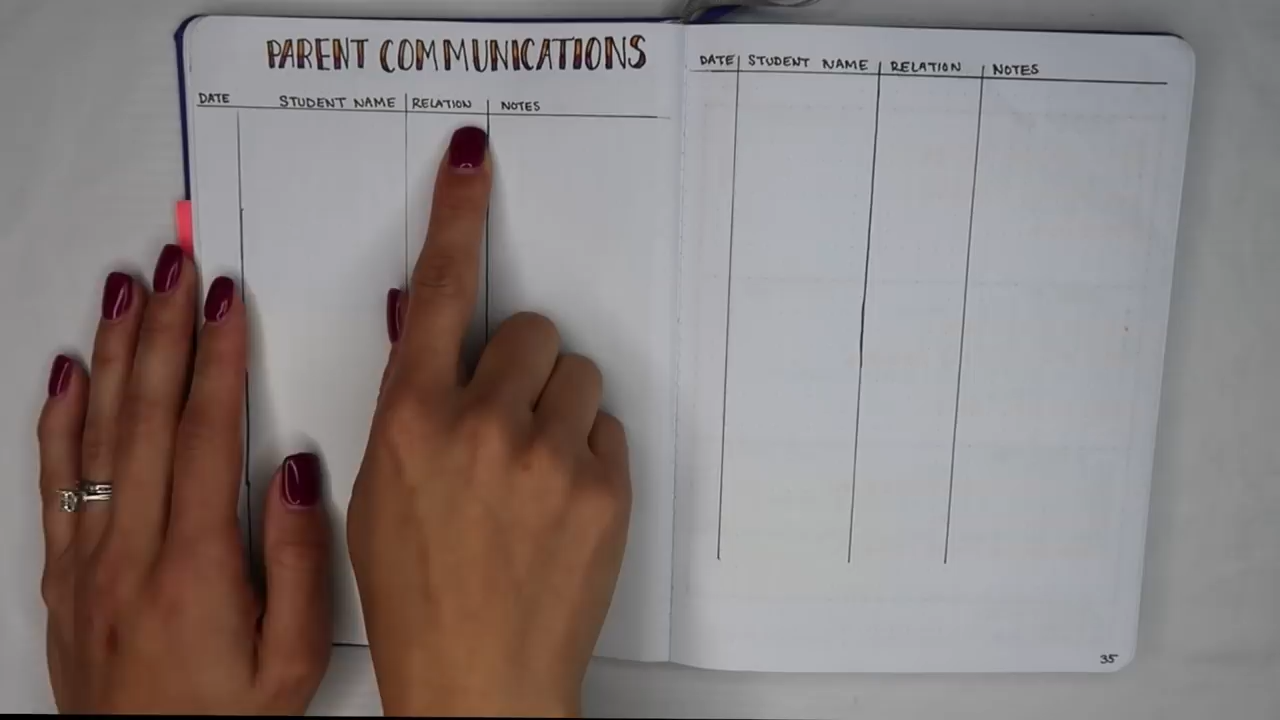 PARENT COMMUNICATIONS
DATE STUDENT NAME RELATION NOTES
DATE STUDENT NAME RELATION NOTES
35